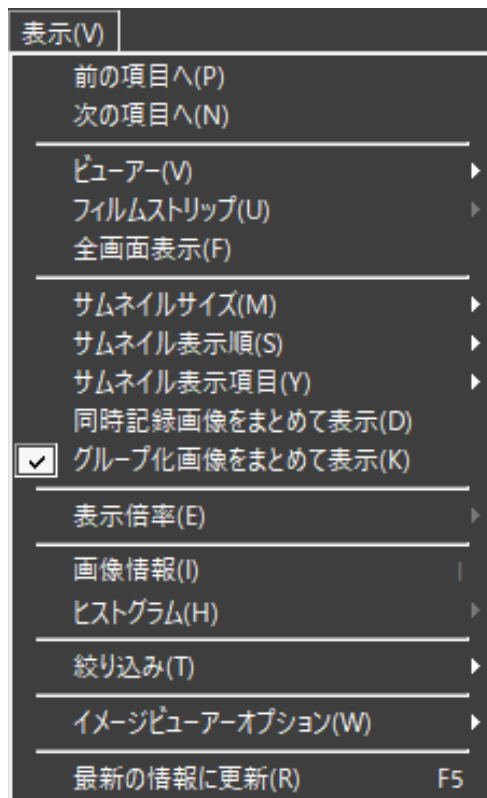 表示(V)
前の項目へ(P)
次の項目へ(N)
ビューアー(V)
フィルムストリップ(U)
全画面表示(F)
サムネイルサイズ(M)
サムネイル表示順(S)
サムネイル表示項目(Y)
同時記録画像をまとめて表示(D)
グループ化画像をまとめて表示(K)
表示倍率(E)
画像情報(I) I
ヒストグラム(H)
絞り込み(T)
イメージビューアーオプション(W)
最新の情報に更新(R) F5